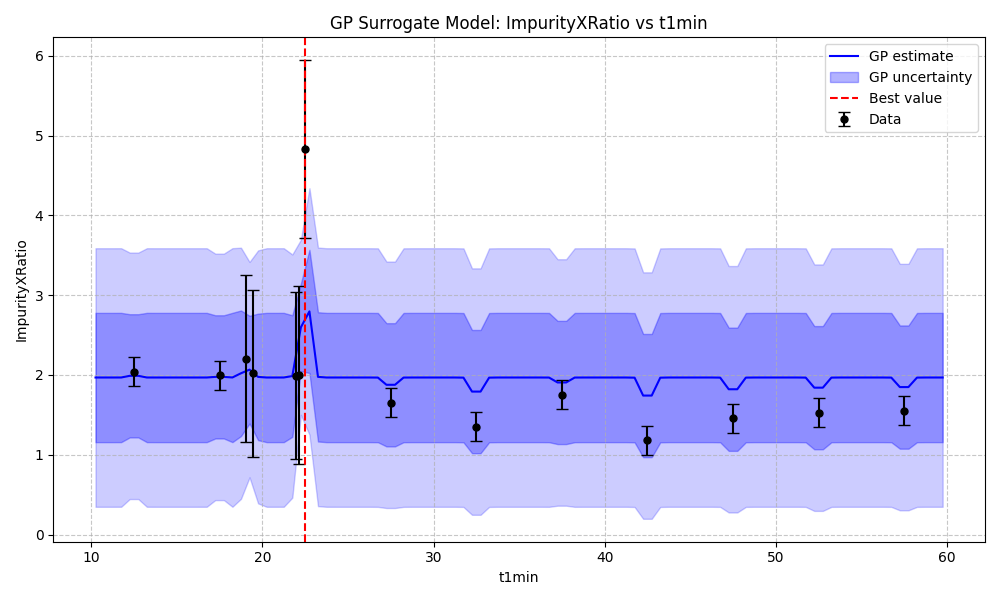 GP Surrogate Model: ImpurityXRatio vs t1min
GP estimate
GP uncertainty
Best value
Data
ImpurityXRatio
6
5
4
3
2
1
0
10 20 30 40 50 60
t1min